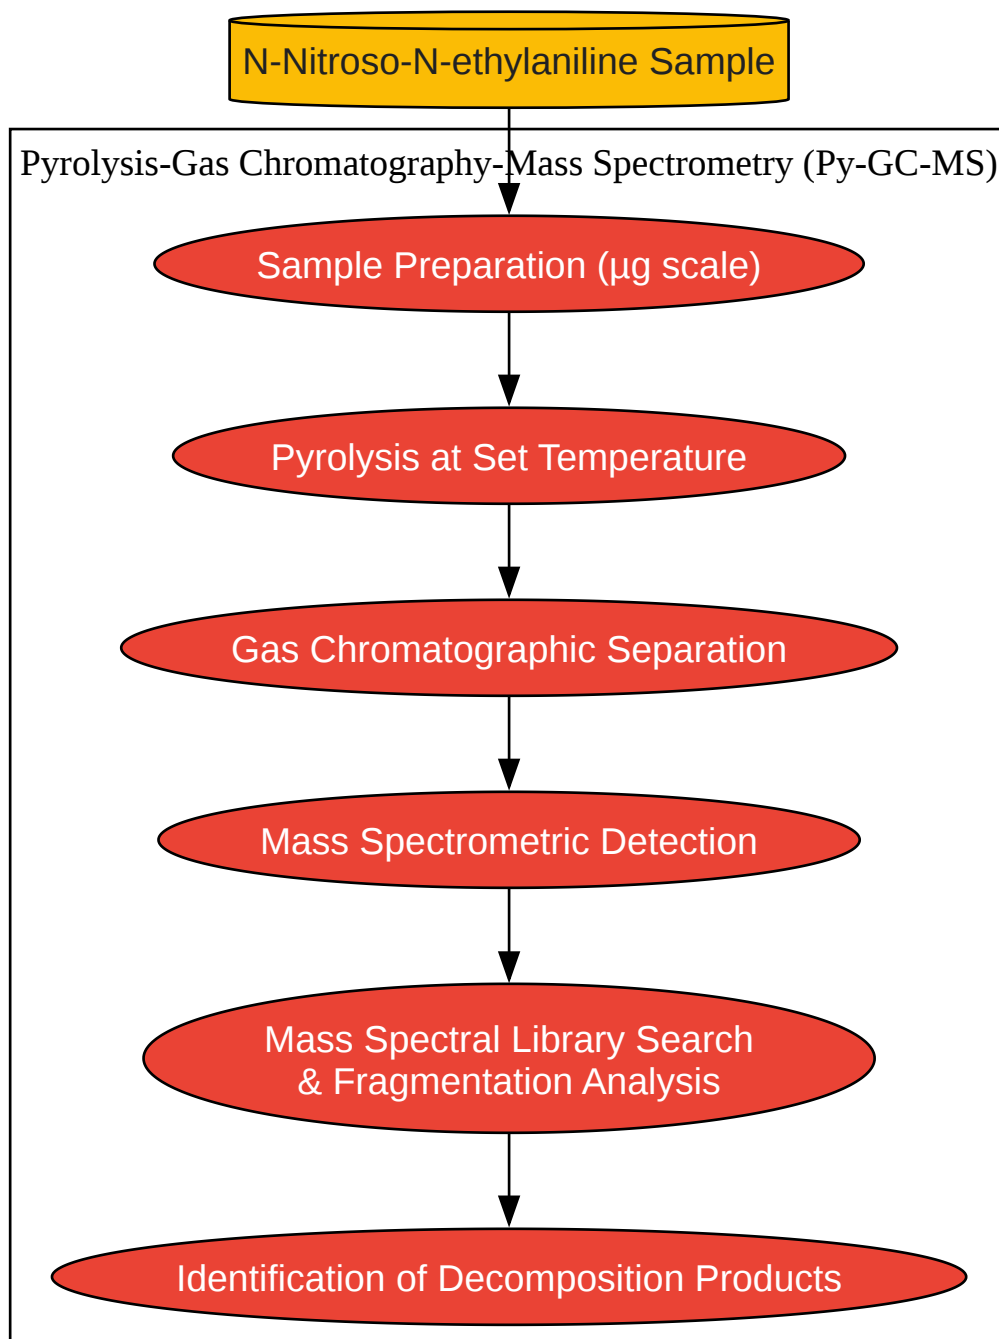 N-Nitroso-N-ethylaniline Sample
Pyrolysis-Gas Chromatography-Mass Spectrometry (Py-GC-MS)
Sample Preparation (µg scale)
Pyrolysis at Set Temperature
Gas Chromatographic Separation
Mass Spectrometric Detection
Mass Spectral Library Search
& Fragmentation Analysis
Identification of Decomposition Products